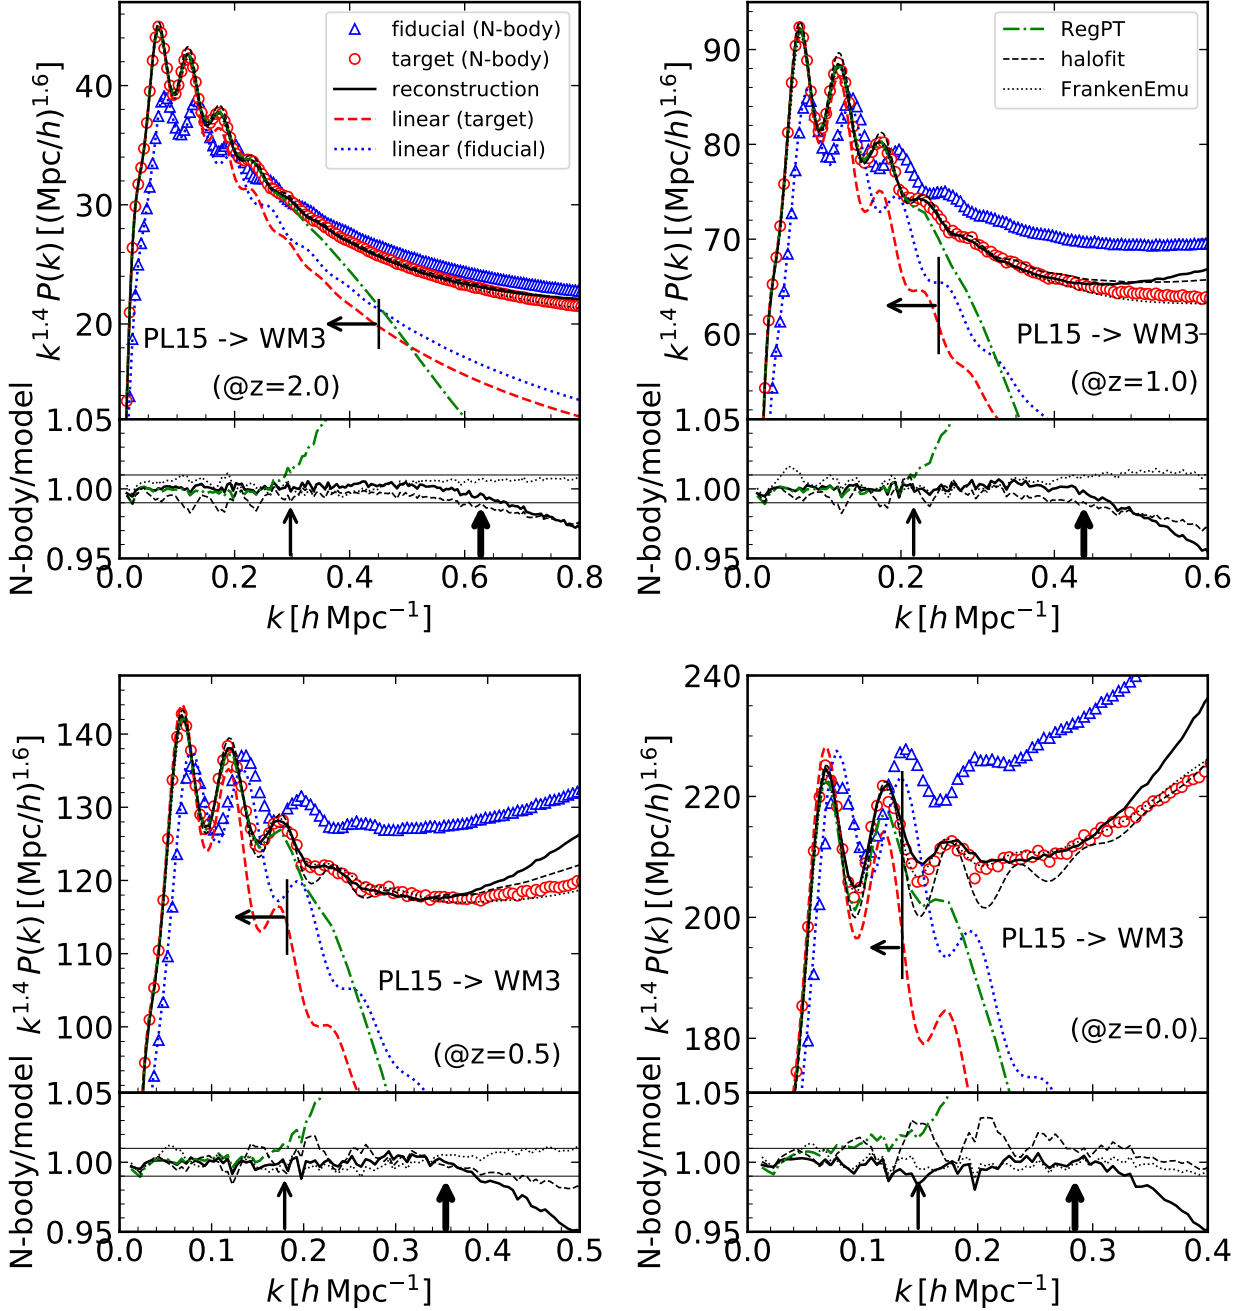 fiducial (N-body)
target (N-body)
reconstruction
linear (target)
linear (fiducial)
k^1.4 P(k) [(Mpc/h)^1.6]
40
30
20
PL15 -> WM3
(@z=2.0)
N-body/model
1.05
1.00
0.95
0.0 0.2 0.4 0.6 0.8
k [h Mpc⁻¹]
RegPT
halofit
FrankenEmu
k^1.4 P(k) [(Mpc/h)^1.6]
90
80
70
60
PL15 -> WM3
(@z=1.0)
N-body/model
1.05
1.00
0.95
0.0 0.2 0.4 0.6
k [h Mpc⁻¹]
k^1.4 P(k) [(Mpc/h)^1.6]
140
130
120
110
100
PL15 -> WM3
(@z=0.5)
N-body/model
1.05
1.00
0.95
0.0 0.1 0.2 0.3 0.4 0.5
k [h Mpc⁻¹]
k^1.4 P(k) [(Mpc/h)^1.6]
240
220
200
180
PL15 -> WM3
(@z=0.0)
N-body/model
1.05
1.00
0.95
0.0 0.1 0.2 0.3 0.4
k [h Mpc⁻¹]